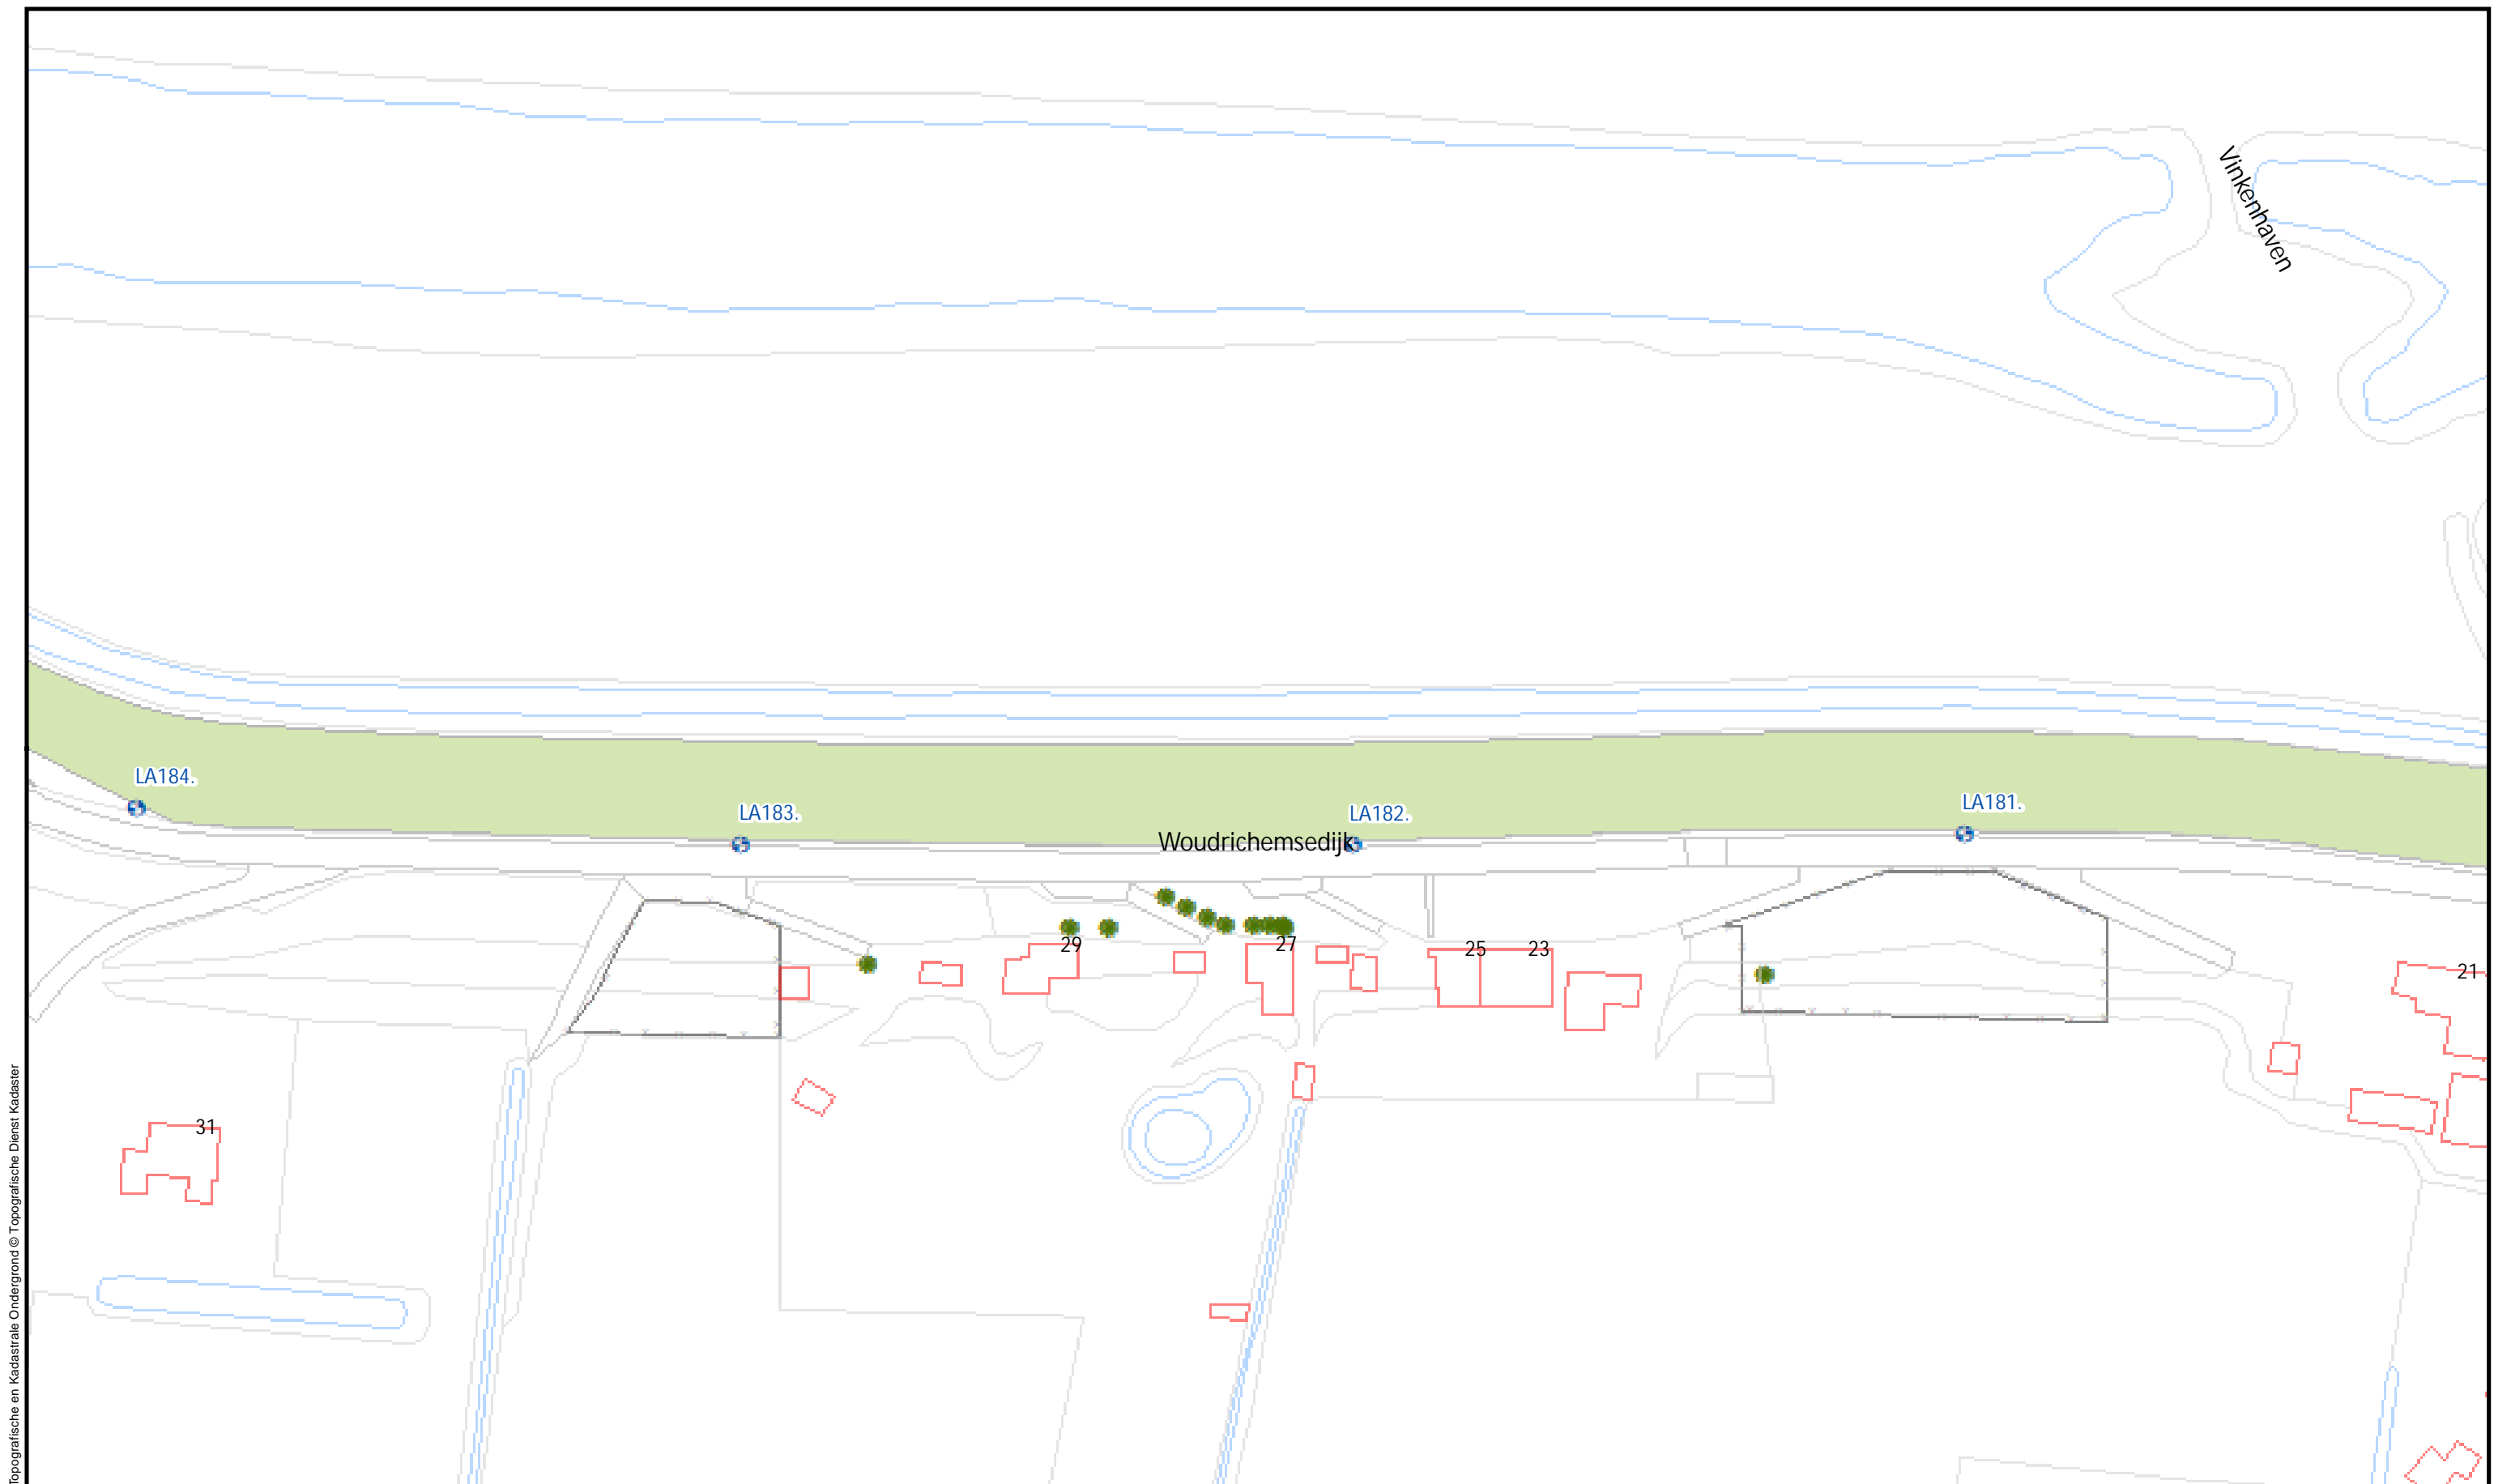 Vinkenhaven
LA184.
LA183.
LA182.
LA181.
Woudrichemsedijk
29
27
25
23
21
31
Topografische en Kadastrale Ondergrond © Topografische Dienst Kadaster